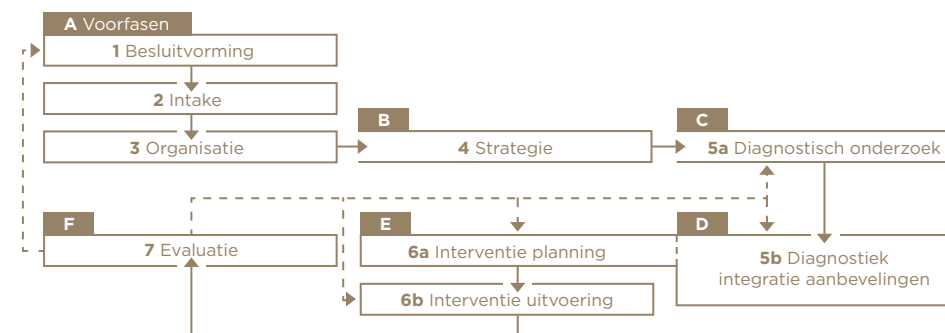 A Voorfasen
1 Besluitvorming
2 Intake
3 Organisatie
B
4 Strategie
C
5a Diagnostisch onderzoek
F
7 Evaluatie
E
6a Interventie planning
6b Interventie uitvoering
D
5b Diagnostiek
integratie aanbevelingen